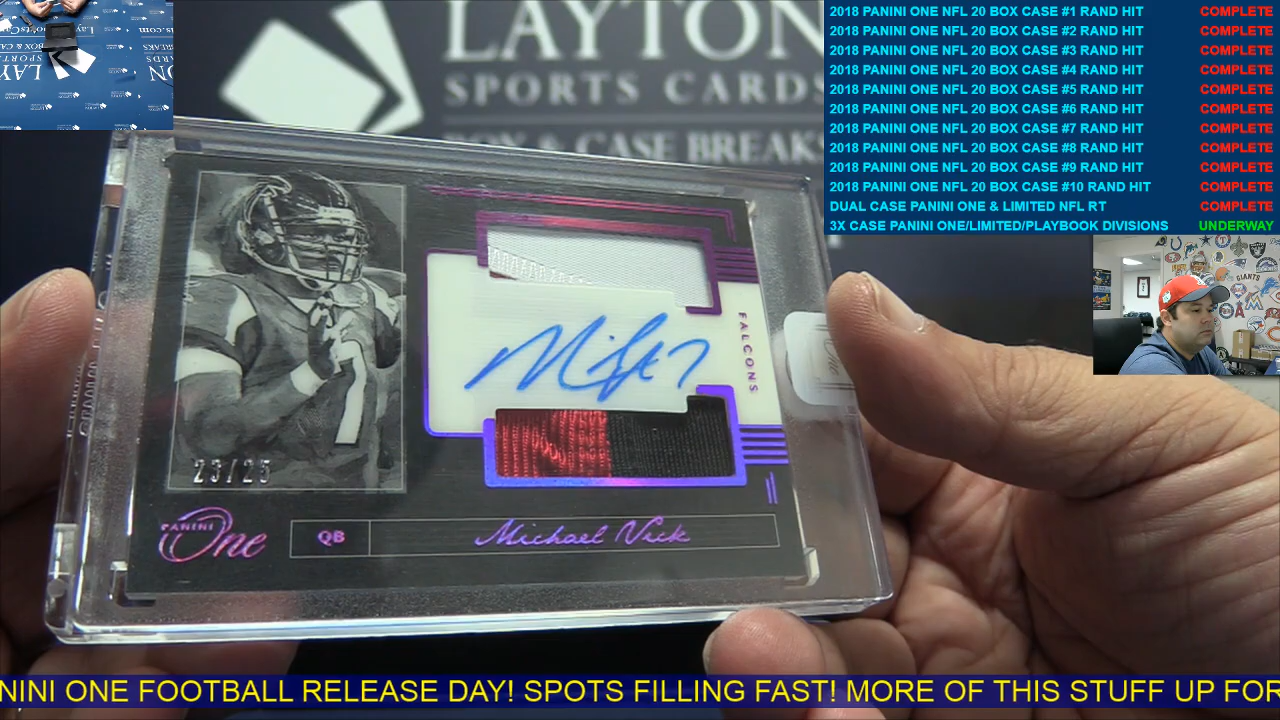 LAYTON
SPORTS CARDS
BOX & CASE BREAKS
2018 PANINI ONE NFL 20 BOX CASE #1 RAND HIT COMPLETE
2018 PANINI ONE NFL 20 BOX CASE #2 RAND HIT COMPLETE
2018 PANINI ONE NFL 20 BOX CASE #3 RAND HIT COMPLETE
2018 PANINI ONE NFL 20 BOX CASE #4 RAND HIT COMPLETE
2018 PANINI ONE NFL 20 BOX CASE #5 RAND HIT COMPLETE
2018 PANINI ONE NFL 20 BOX CASE #6 RAND HIT COMPLETE
2018 PANINI ONE NFL 20 BOX CASE #7 RAND HIT COMPLETE
2018 PANINI ONE NFL 20 BOX CASE #8 RAND HIT COMPLETE
2018 PANINI ONE NFL 20 BOX CASE #9 RAND HIT COMPLETE
2018 PANINI ONE NFL 20 BOX CASE #10 RAND HIT COMPLETE
DUAL CASE PANINI ONE & LIMITED NFL RT COMPLETE
3X CASE PANINI ONE/LIMITED/PLAYBOOK DIVISIONS UNDERWAY
GIANTS
FALCONS
7
23/25
PANINI
One
QB
Michael Vick
NINI ONE FOOTBALL RELEASE DAY! SPOTS FILLING FAST! MORE OF THIS STUFF UP FOR